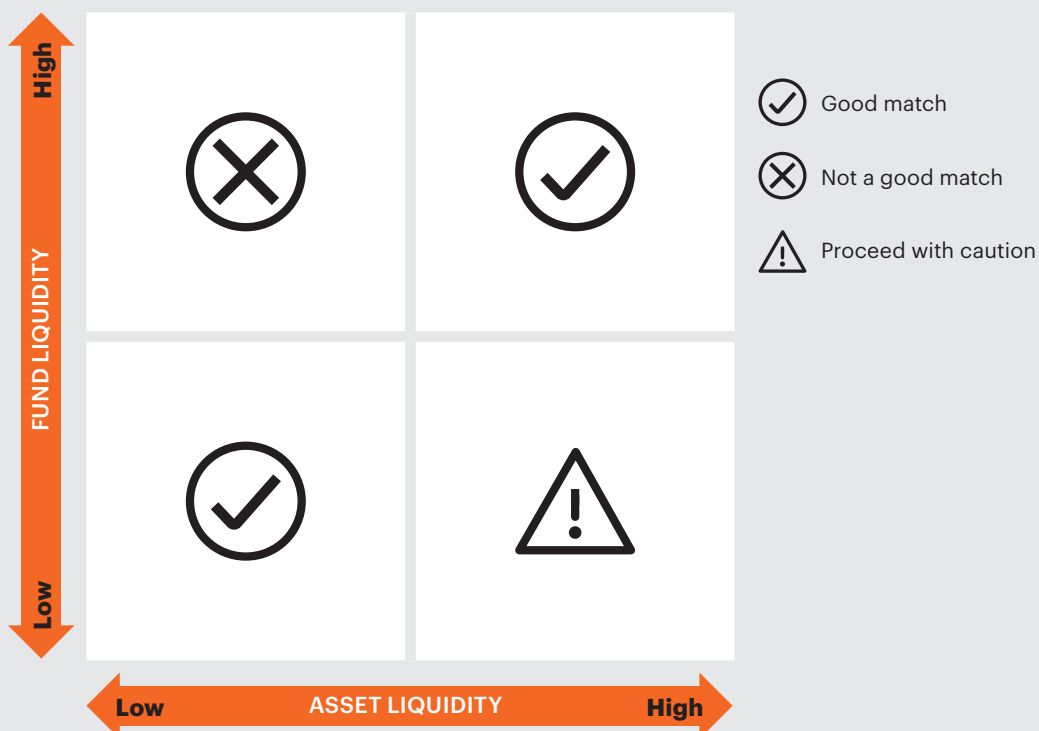 High
FUND LIQUIDITY
Low
Good match
Not a good match
Proceed with caution
Low
ASSET LIQUIDITY
High